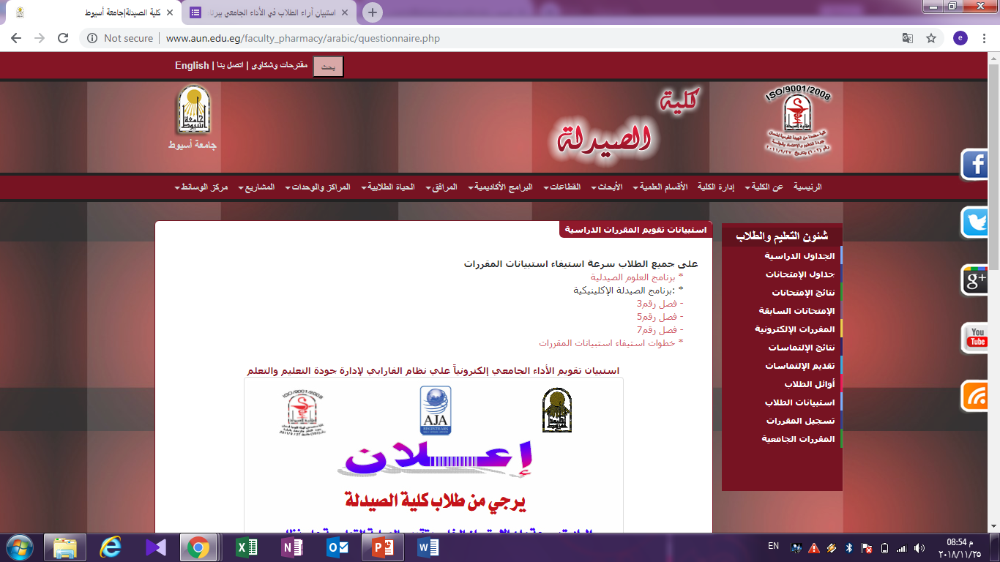 كلية الصيدلة|جامعة أسيوط
استبيان آراء الطلاب في الأداء الجامعي ببرنا
Not secure
www.aun.edu.eg/faculty_pharmacy/arabic/questionnaire.php
e
مقترحات وشكاوى | اتصل بنا | English
بحث
جامعة أسيوط
كلية
الصيدلة
ISO/9001/2008
الرئيسية
عن الكلية
إدارة الكلية
الأقسام العلمية
الأبحاث
القطاعات
البرامج الأكاديمية
المرافق
الحياة الطلابية
المراكز والوحدات
المشاريع
مركز الوسائط
شئون التعليم والطلاب
الجداول الدراسية
جداول الإمتحانات
نتائج الإمتحانات
الإمتحانات السابقة
المقررات الإلكترونية
نتائج الإلتماسات
تقديم الإلتماسات
أوائل الطلاب
استبيانات الطلاب
تسجيل المقررات
المقررات الجامعية
استبيانات تقويم المقررات الدراسية
على جميع الطلاب سرعة استيفاء استبيانات المقررات
* برنامج العلوم الصيدلية
* :برنامج الصيدلة الإكلينيكية
- فصل رقم3
- فصل رقم5
- فصل رقم7
* خطوات استيفاء استبيانات المقررات
استبيان تقويم الأداء الجامعي إلكترونياً علي نظام الفارابي لإدارة جودة التعليم والتعلم
ISO/9001/2008
AJA
REGISTRARS
إعـــلان
يرجي من طلاب كلية الصيدلة
You
Tube
EN
08:54 م
٢٠١٨/١١/٢٥